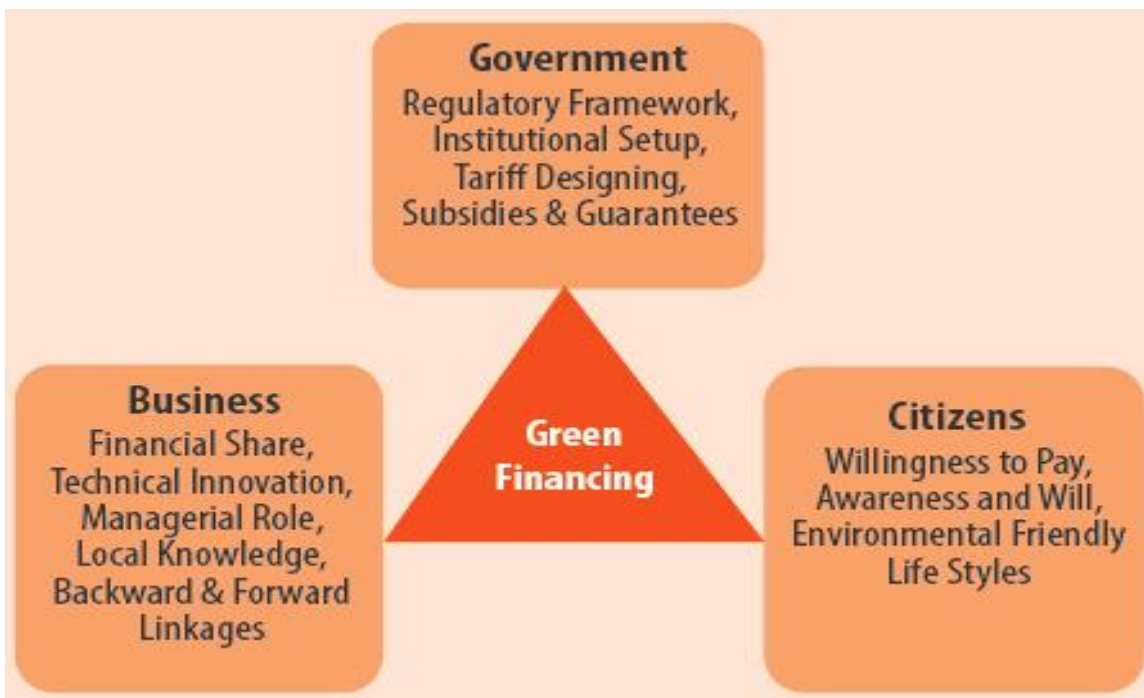 Government
Regulatory Framework,
Institutional Setup,
Tariff Designing,
Subsidies & Guarantees
Business
Financial Share,
Technical Innovation,
Managerial Role,
Local Knowledge,
Backward & Forward
Linkages
Green
Financing
Citizens
Willingness to Pay,
Awareness and Will,
Environmental Friendly
Life Styles